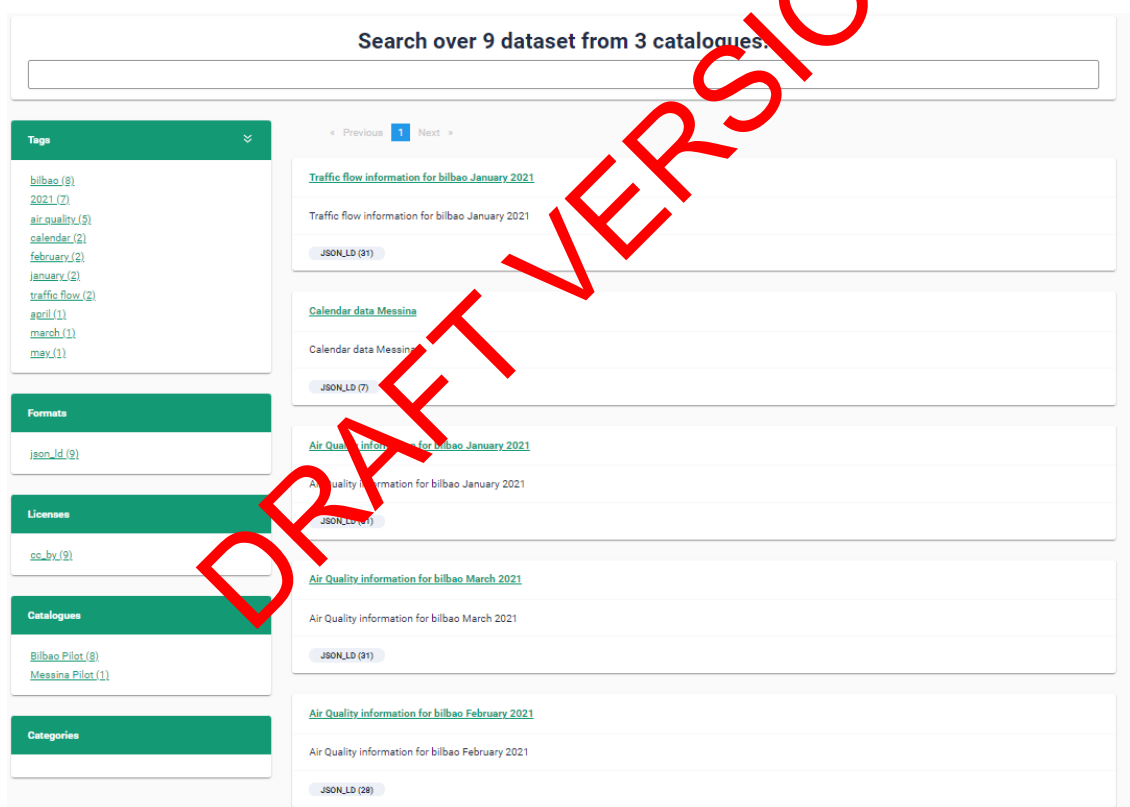 Search over 9 dataset from 3 catalogues.
Tags
bilbao (8)
2021 (7)
air quality (5)
calendar (2)
february (2)
january (2)
traffic flow (2)
april (1)
march (1)
may (1)
Formats
json_ld (9)
Licenses
cc_by (9)
Catalogues
Bilbao Pilot (8)
Messina Pilot (1)
Categories
« Previous 1 Next »
Traffic flow information for bilbao January 2021
Traffic flow information for bilbao January 2021
JSON_LD (31)
Calendar data Messina
Calendar data Messina
JSON_LD (7)
Air Quality information for bilbao January 2021
Air Quality information for bilbao January 2021
JSON_LD (31)
Air Quality information for bilbao March 2021
Air Quality information for bilbao March 2021
JSON_LD (31)
Air Quality information for bilbao February 2021
Air Quality information for bilbao February 2021
JSON_LD (28)
DRAFT VERSIO